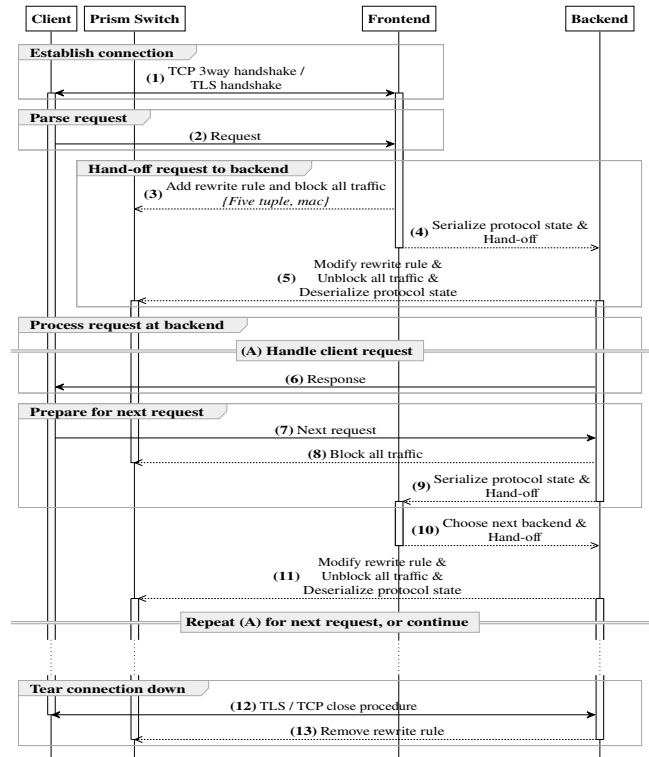 Client Prism Switch Frontend Backend
Establish connection
(1) TCP 3way handshake /
TLS handshake
Parse request
(2) Request
Hand-off request to backend
(3) Add rewrite rule and block all traffic
{Five tuple, mac}
(4) Serialize protocol state &
Hand-off
Modify rewrite rule &
(5) Unblock all traffic &
Deserialize protocol state
Process request at backend
(A) Handle client request
(6) Response
Prepare for next request
(7) Next request
(8) Block all traffic
(9) Serialize protocol state &
Hand-off
(10) Choose next backend &
Hand-off
Modify rewrite rule &
(11) Unblock all traffic &
Deserialize protocol state
Repeat (A) for next request, or continue
Tear connection down
(12) TLS / TCP close procedure
(13) Remove rewrite rule